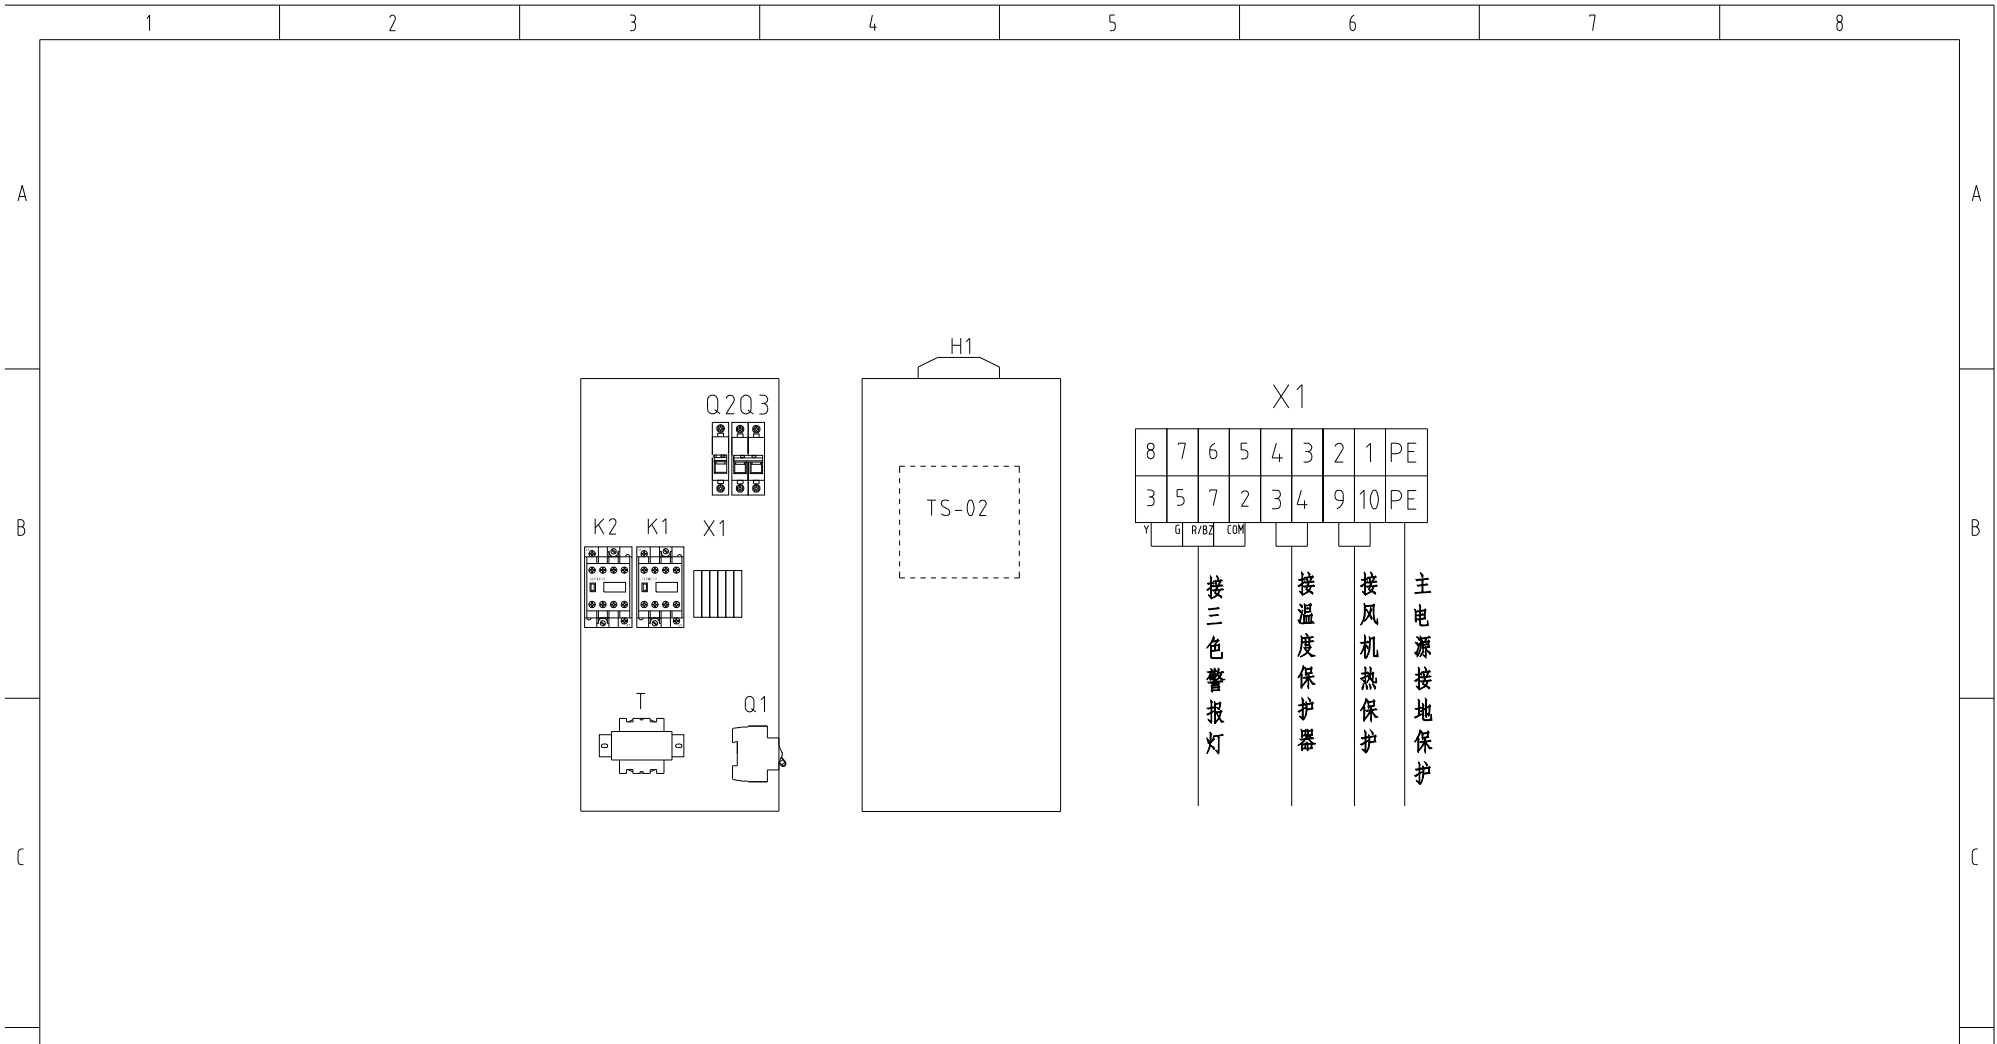 1 2 3 4 5 6 7 8
A A
H1
X1
Q2 Q3
8 7 6 5 4 3 2 1 PE
3 5 7 2 3 4 9 10 PE
TS-02
B K2 K1 X1 B
Y G R/BZ COM
接三色警报灯
接温度保护器
接风机热保护
主电源接地保护
T Q1
C C